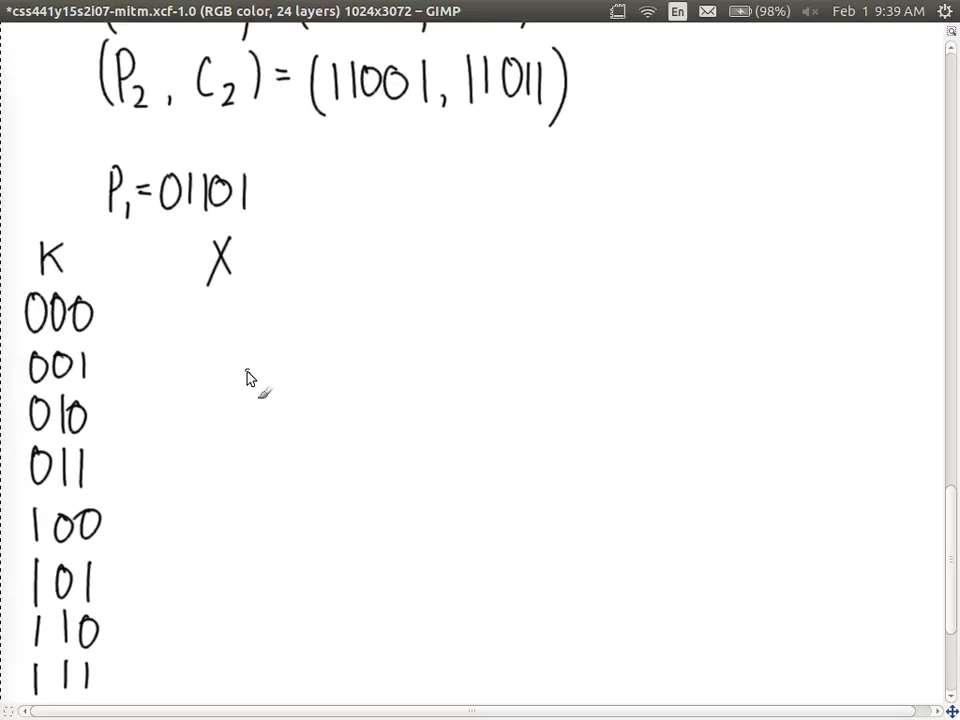 *css441y15s2i07-mitm.xcf-1.0 (RGB color, 24 layers) 1024x3072 – GIMP
En (98%) Feb 1 9:39 AM
(P2, C2) = (11001, 11011)
P1=01101
K X
000
001
010
011
100
101
110
111